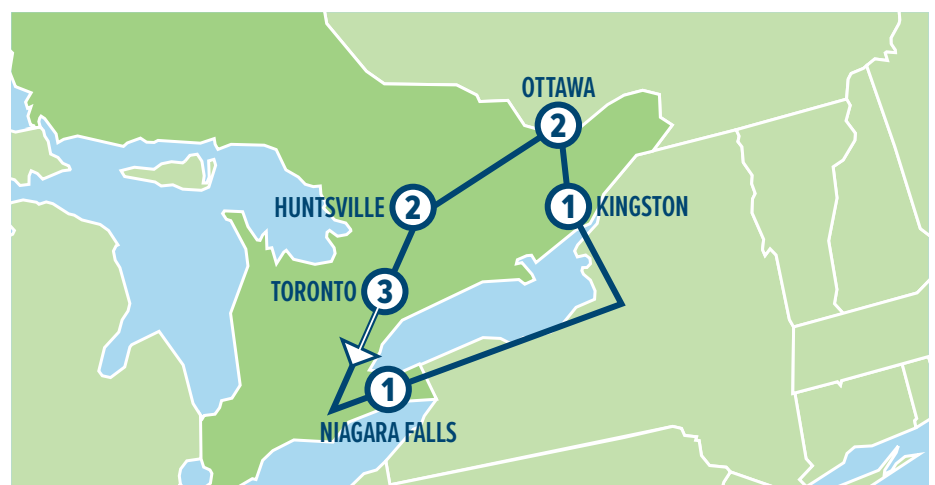 OTTAWA
2
HUNTSVILLE 2
1 KINGSTON
TORONTO 3
1
NIAGARA FALLS